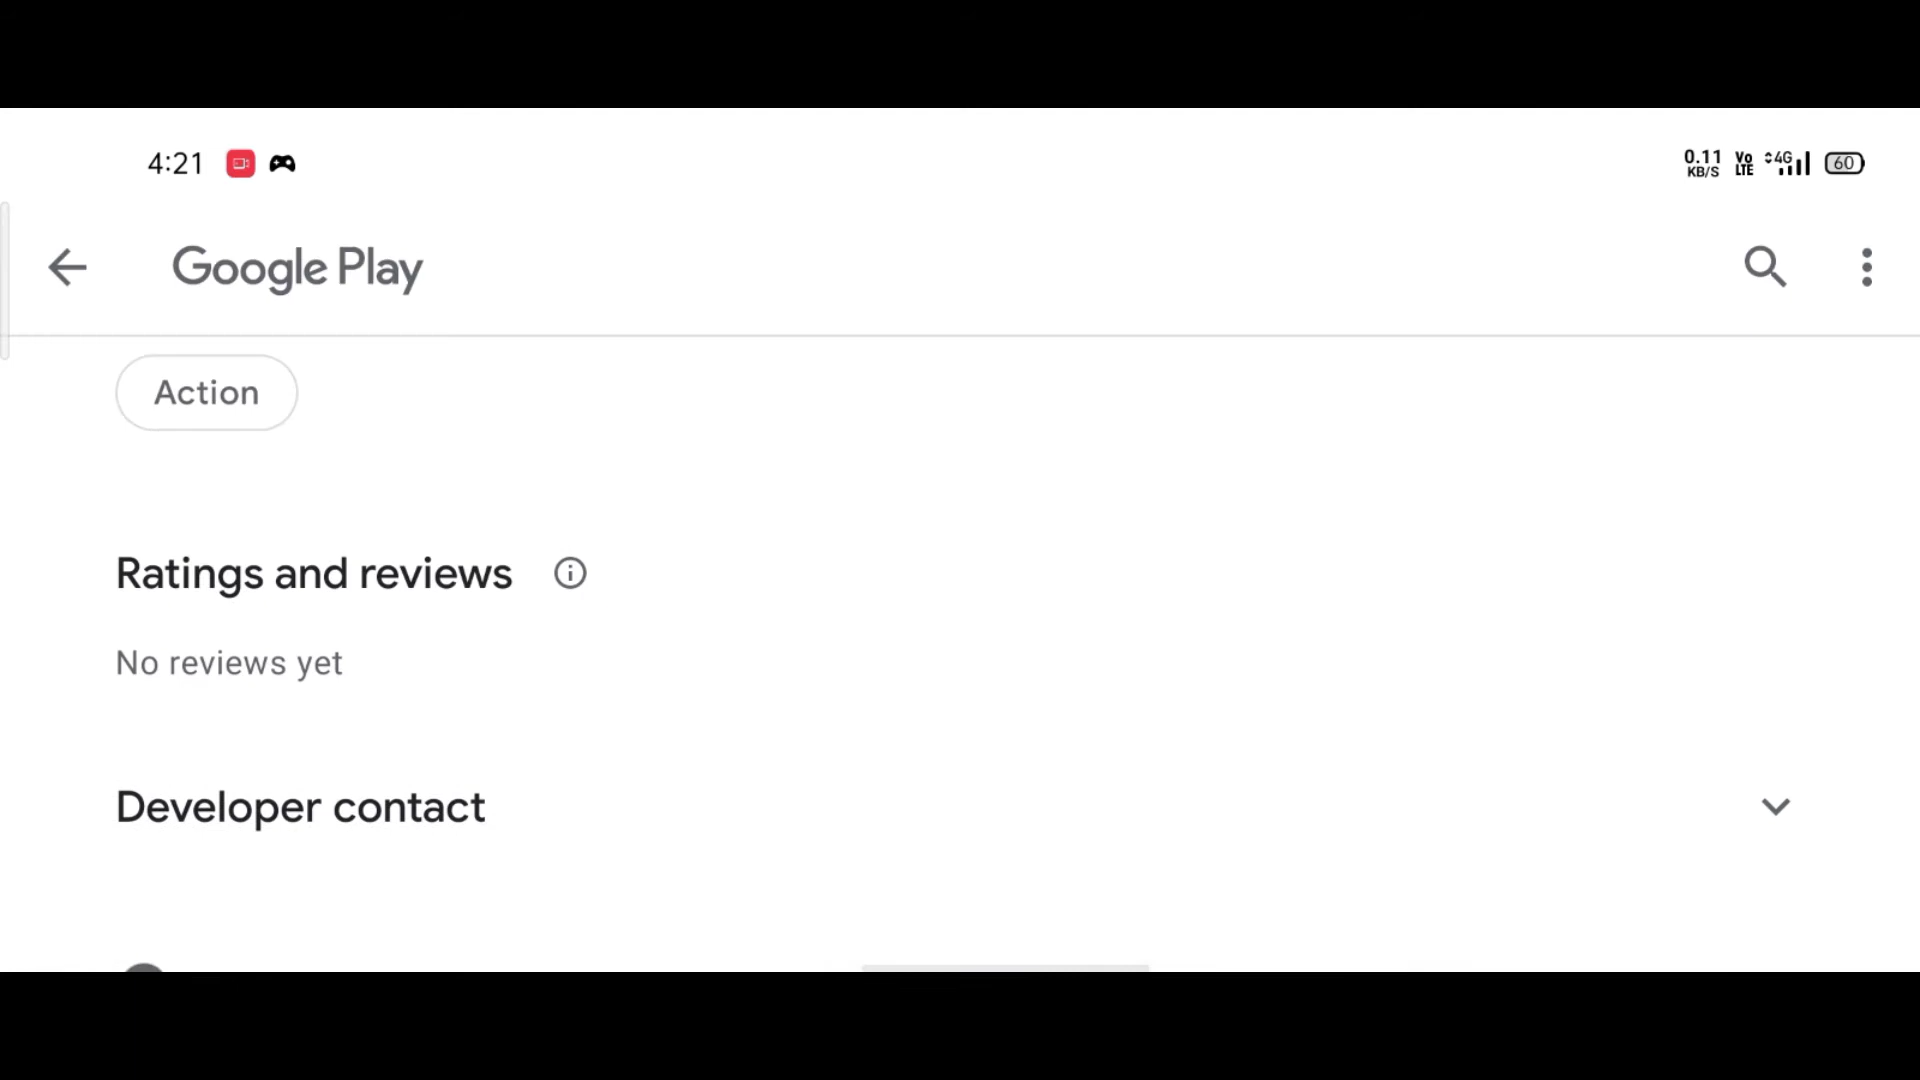 4:21
0.11
KB/S
Vo
LTE
4G
60
Google Play
Action
Ratings and reviews
No reviews yet
Developer contact